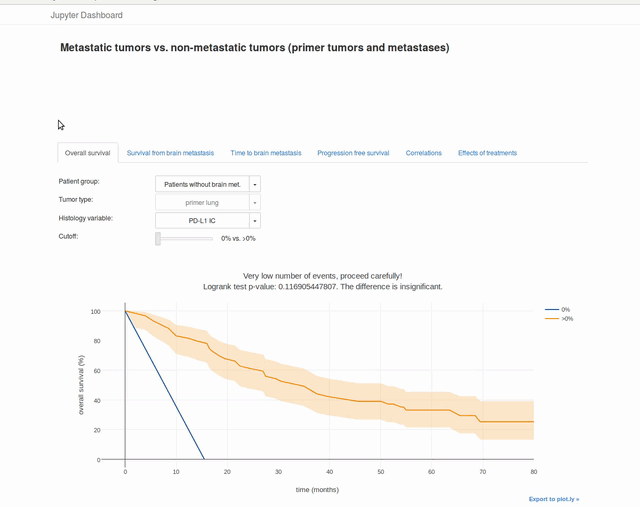 Jupyter Dashboard
Metastatic tumors vs. non-metastatic tumors (primer tumors and metastases)
Overall survival Survival from brain metastasis Time to brain metastasis Progression free survival Correlations Effects of treatments
Patient group: Patients without brain met.
Tumor type: primer lung
Histology variable: PD-L1 IC
Cutoff: 0% vs. >0%
Very low number of events, proceed carefully!
Logrank test p-value: 0.116905447807. The difference is insignificant.
0%
>0%
overall survival (%)
100
80
60
40
20
0
0 10 20 30 40 50 60 70 80
time (months)
Export to plot.ly »